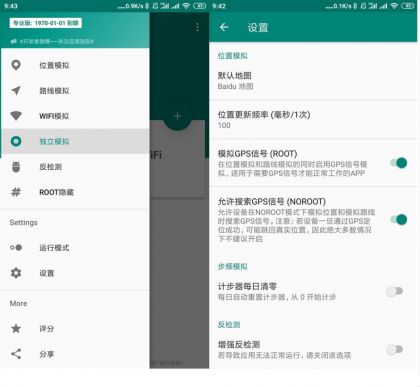 9:43
...0.9K/s
专业版: 1970-01-01 到期
#开发者微博——关注应用动态#
位置模拟
路线模拟
WIFI模拟
独立模拟
反检测
ROOT隐藏
Settings
运行模式
设置
More
评分
分享
iFi
9:42
...0.1K/s
设置
位置模拟
默认地图
Baidu 地图
位置更新频率 (毫秒/1次)
100
模拟GPS信号 (ROOT)
在位置模拟和路线模拟的同时启用GPS信号模
拟，适用于需要GPS信号才能正常工作的APP
允许搜索GPS信号 (NOROOT)
允许设备在NOROOT模式下模拟位置和模拟路线
时搜索GPS信号。注意: 若设备一旦通过GPS定
位成功，可能跳回真实位置，因此绝大多数情况
下不建议开启
步频模拟
计步器每日清零
每日自动重置计步器，从 0 开始计步
反检测
增强反检测
若导致应用无法正常运行，请关闭该选项